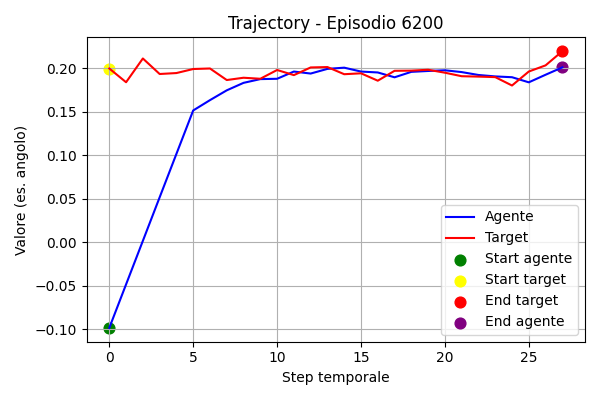 Trajectory - Episodio 6200
Valore (es. angolo)
0.20
0.15
0.10
0.05
0.00
−0.05
−0.10
0
5
10
15
20
25
Step temporale
Agente
Target
Start agente
Start target
End target
End agente